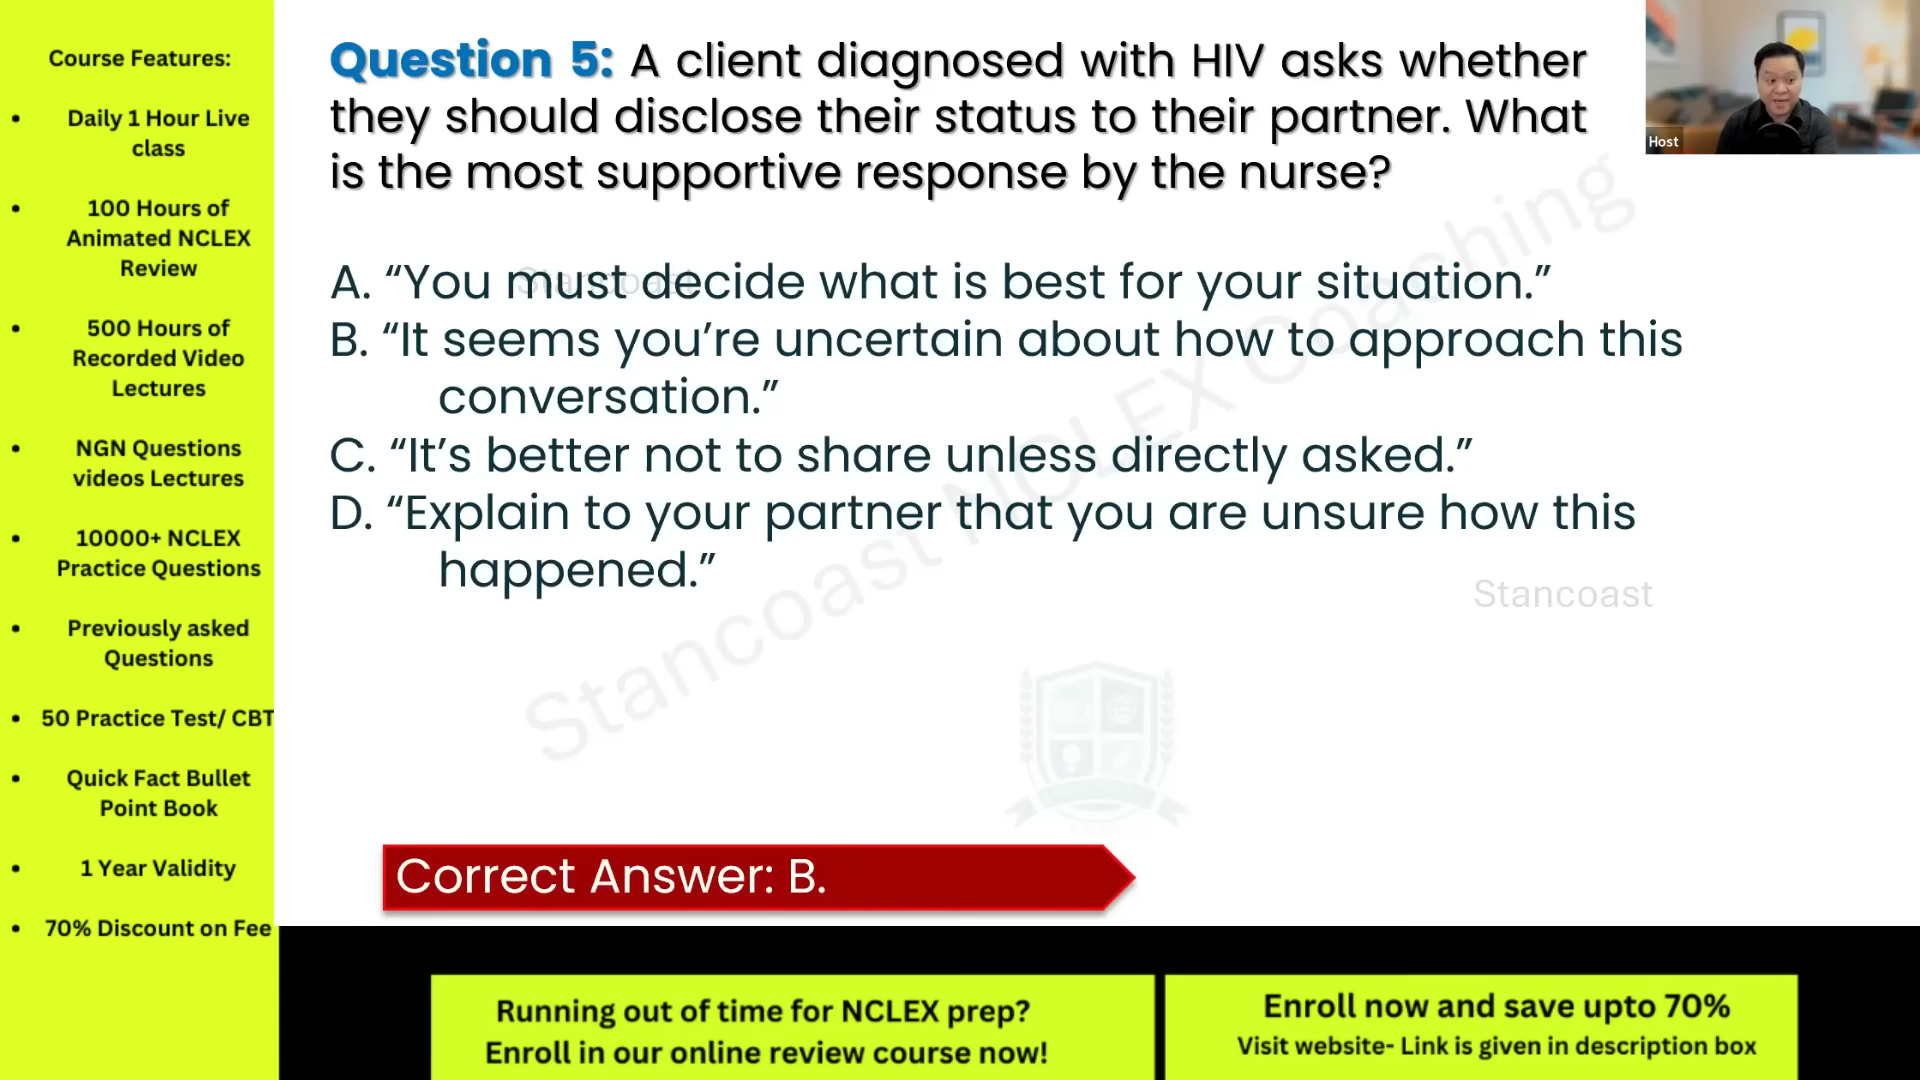 Course Features:
• Daily 1 Hour Live
class
• 100 Hours of
Animated NCLEX
Review
• 500 Hours of
Recorded Video
Lectures
• NGN Questions
videos Lectures
• 10000+ NCLEX
Practice Questions
• Previously asked
Questions
• 50 Practice Test/ CBT
• Quick Fact Bullet
Point Book
• 1 Year Validity
• 70% Discount on Fee
Question 5: A client diagnosed with HIV asks whether
they should disclose their status to their partner. What
is the most supportive response by the nurse?
A. “You must decide what is best for your situation.”
B. “It seems you’re uncertain about how to approach this
conversation.”
C. “It’s better not to share unless directly asked.”
D. “Explain to your partner that you are unsure how this
happened.”
Stancoast
Stancoast
Stancoast NCLEX Coaching
Correct Answer: B.
Host
Running out of time for NCLEX prep?
Enroll in our online review course now!
Enroll now and save upto 70%
Visit website- Link is given in description box